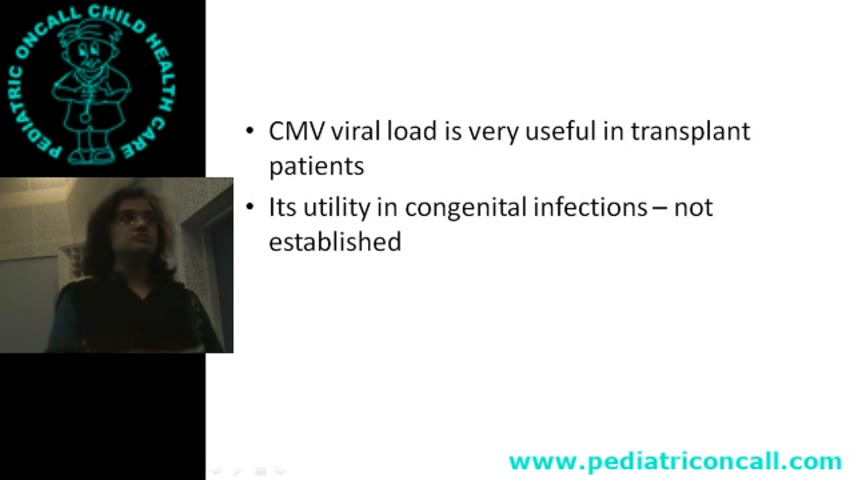 PEDIATRIC ONCALL CHILD HEALTH CARE
• CMV viral load is very useful in transplant
patients
• Its utility in congenital infections – not
established
www.pediatriconcall.com